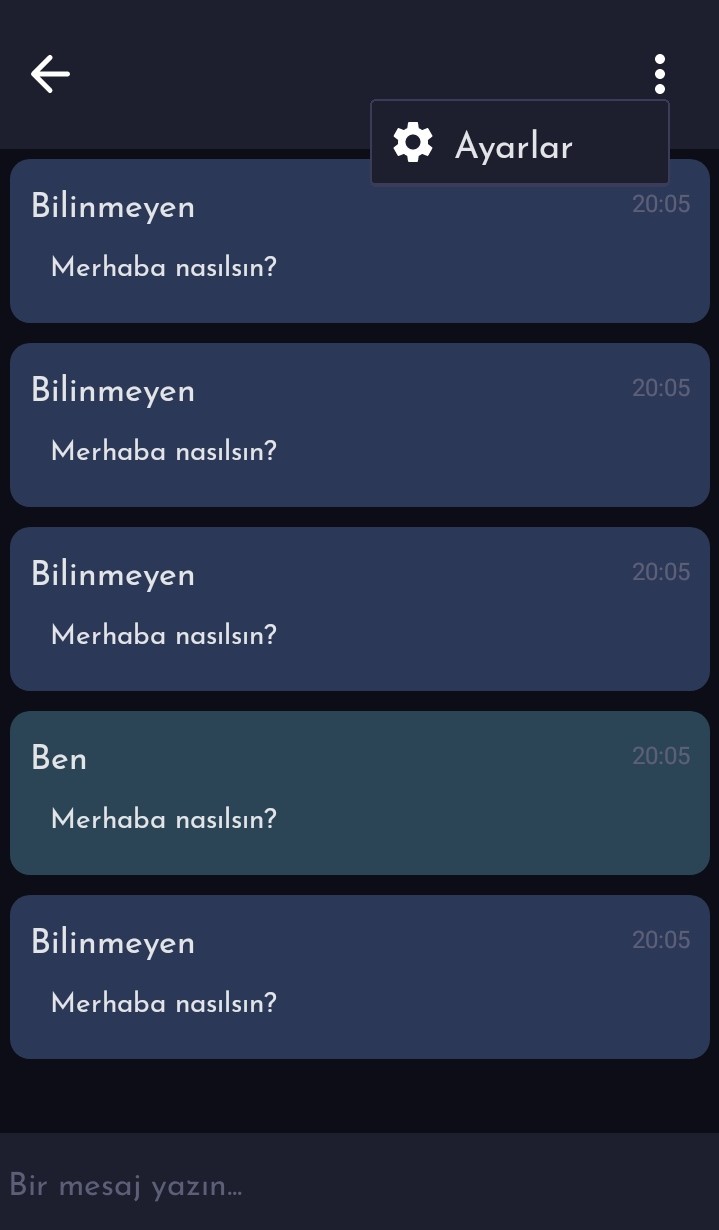 Ayarlar
Bilinmeyen
20:05
Merhaba nasılsın?
Bilinmeyen
20:05
Merhaba nasılsın?
Bilinmeyen
20:05
Merhaba nasılsın?
Ben
20:05
Merhaba nasılsın?
Bilinmeyen
20:05
Merhaba nasılsın?
Bir mesaj yazın...